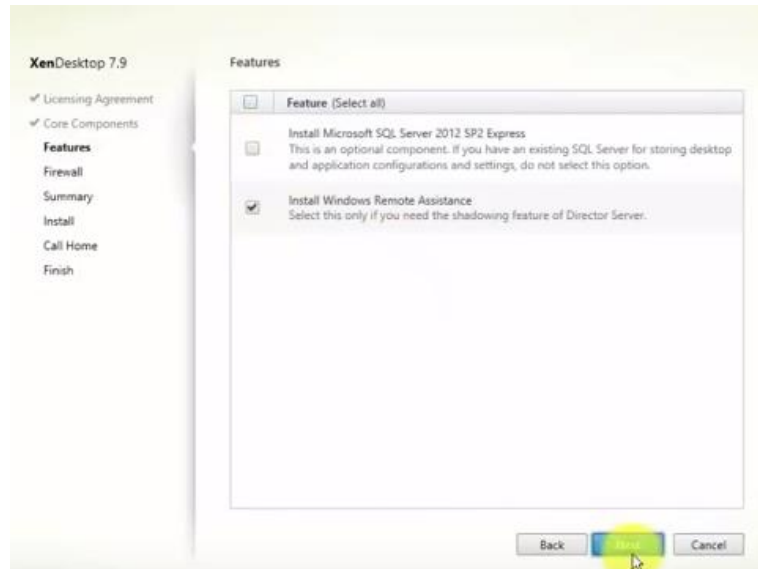 XenDesktop 7.9
Licensing Agreement
Core Components
Features
Firewall
Summary
Install
Call Home
Finish
Features
Feature (Select all)
Install Microsoft SQL Server 2012 SP2 Express
This is an optional component. If you have an existing SQL Server for storing desktop
and application configurations and settings, do not select this option.
Install Windows Remote Assistance
Select this only if you need the shadowing feature of Director Server.
Back
Next
Cancel